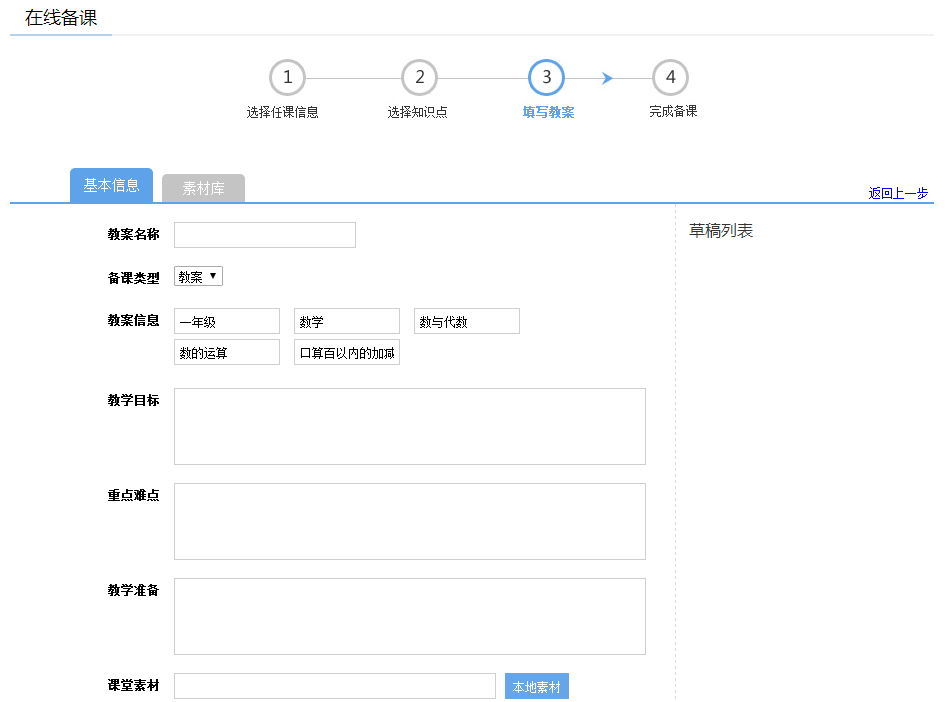 在线备课
1 2 3 4
选择任课信息 选择知识点 填写教案 完成备课
基本信息 素材库 返回上一步
教案名称 草稿列表
备课类型 教案
教案信息 一年级 数学 数与代数
数的运算 口算百以内的加减
教学目标
重点难点
教学准备
课堂素材 本地素材